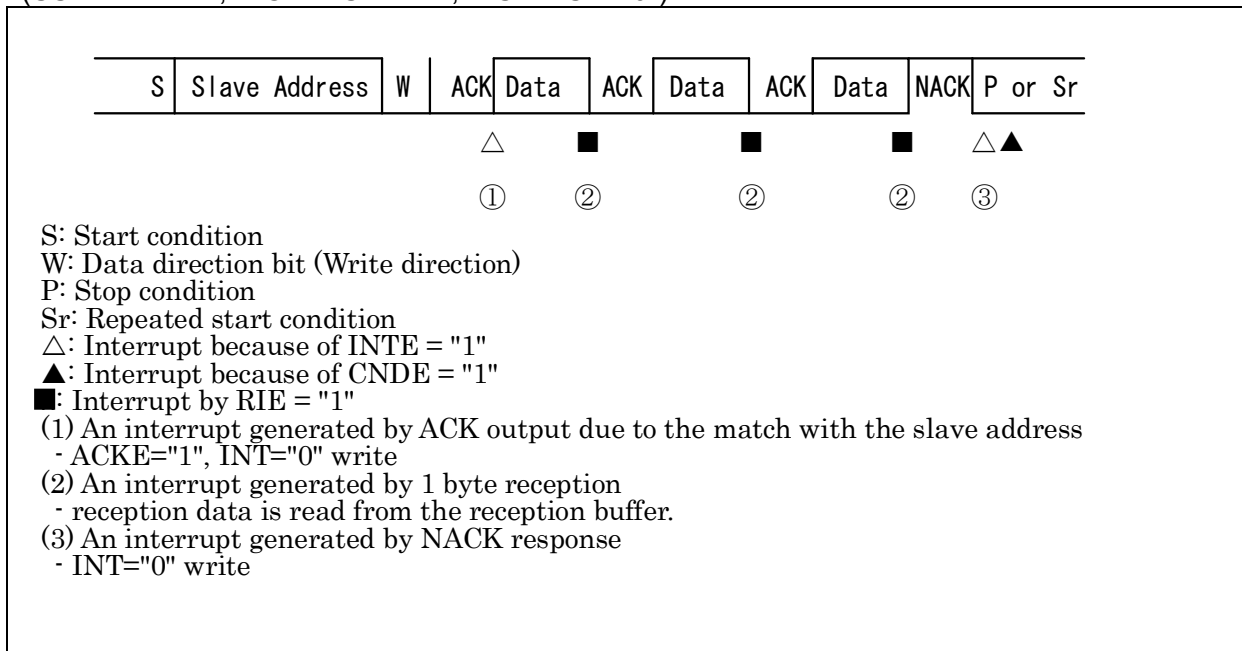 S Slave Address W ACK Data ACK Data ACK Data NACK P or Sr
△ ■ ■ ■ △▲
① ② ② ② ③
S: Start condition
W: Data direction bit (Write direction)
P: Stop condition
Sr: Repeated start condition
△: Interrupt because of INTE = "1"
▲: Interrupt because of CNDE = "1"
■: Interrupt by RIE = "1"
(1) An interrupt generated by ACK output due to the match with the slave address
- ACKE="1", INT="0" write
(2) An interrupt generated by 1 byte reception
- reception data is read from the reception buffer.
(3) An interrupt generated by NACK response
- INT="0" write